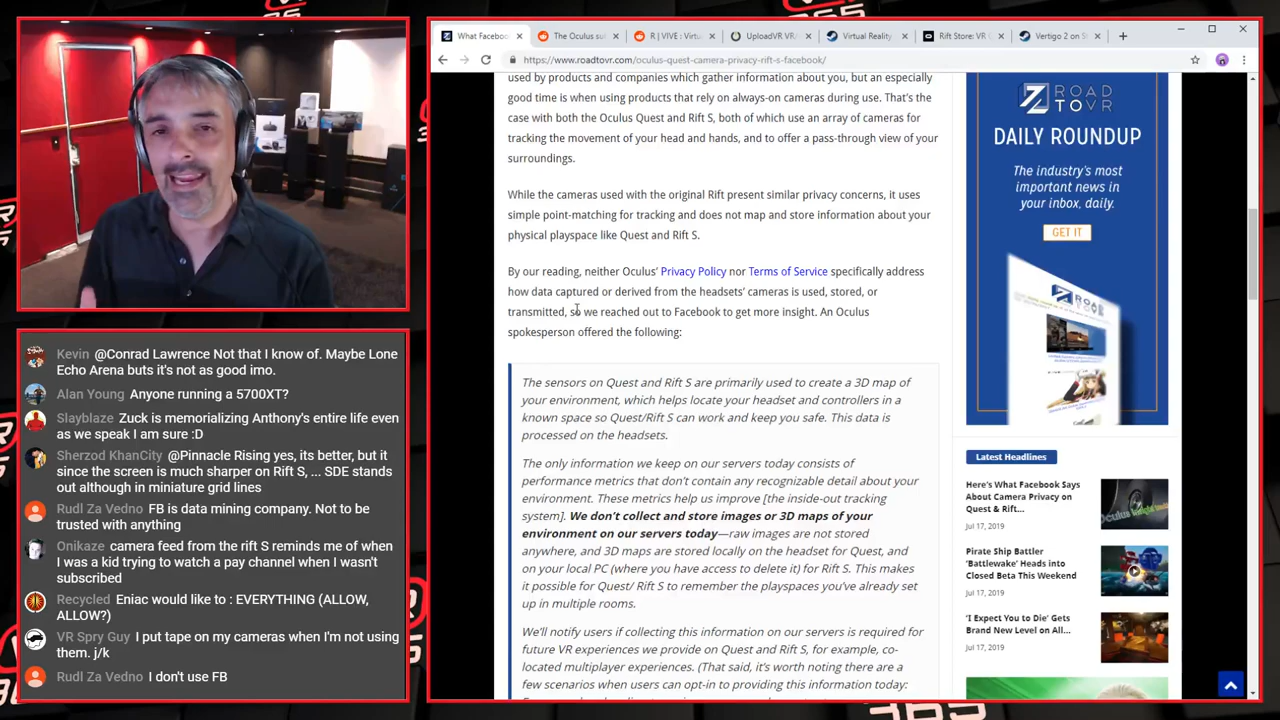 What Faceboo
The Oculus su
R | VIVE : Virtu
UploadVR VR
Virtual Reality
Rift Store: VR G
Vertigo 2 on St
https://www.roadtovr.com/oculus-quest-camera-privacy-rift-s-facebook/
used by products and companies which gather information about you, but an especially
good time is when using products that rely on always-on cameras during use. That's the
case with both the Oculus Quest and Rift S, both of which use an array of cameras for
tracking the movement of your head and hands, and to offer a pass-through view of your
surroundings.
While the cameras used with the original Rift present similar privacy concerns, it uses
simple point-matching for tracking and does not map and store information about your
physical playspace like Quest and Rift S.
By our reading, neither Oculus' Privacy Policy nor Terms of Service specifically address
how data captured or derived from the headsets' cameras is used, stored, or
transmitted, so we reached out to Facebook to get more insight. An Oculus
spokesperson offered the following:
The sensors on Quest and Rift S are primarily used to create a 3D map of
your environment, which helps locate your headset and controllers in a
known space so Quest/Rift S can work and keep you safe. This data is
processed on the headsets.
The only information we keep on our servers today consists of
performance metrics that don't contain any recognizable detail about your
environment. These metrics help us improve [the inside-out tracking
system]. We don't collect and store images or 3D maps of your
environment on our servers today—raw images are not stored
anywhere, and 3D maps are stored locally on the headset for Quest, and
on your local PC (where you have access to delete it) for Rift S. This makes
it possible for Quest/ Rift S to remember the playspaces you've already set
up in multiple rooms.
We'll notify users if collecting this information on our servers is required for
future VR experiences we provide on Quest and Rift S, for example, co-
located multiplayer experiences. (That said, it's worth noting there are a
few scenarios when users can opt-in to providing this information today:
ROAD
TO VR
DAILY ROUNDUP
The industry's most
important news in
your inbox, daily.
GET IT
Latest Headlines
Here's What Facebook Says
About Camera Privacy on
Quest & Rift...
Jul 17, 2019
Pirate Ship Battler
'Battlewake' Heads into
Closed Beta This Weekend
Jul 17, 2019
'I Expect You to Die' Gets
Brand New Level on All...
Jul 17, 2019
Kevin @Conrad Lawrence Not that I know of. Maybe Lone
Echo Arena buts it's not as good imo.
Alan Young Anyone running a 5700XT?
Slayblaze Zuck is memorializing Anthony's entire life even
as we speak I am sure :D
Sherzod KhanCity @Pinnacle Rising yes, its better, but it
since the screen is much sharper on Rift S, ... SDE stands
out although in miniature grid lines
Rudl Za Vedno FB is data mining company. Not to be
trusted with anything
Onikaze camera feed from the rift S reminds me of when
I was a kid trying to watch a pay channel when I wasn't
subscribed
Recycled Eniac would like to : EVERYTHING (ALLOW,
ALLOW?)
VR Spry Guy I put tape on my cameras when I'm not using
them. j/k
Rudl Za Vedno I don't use FB